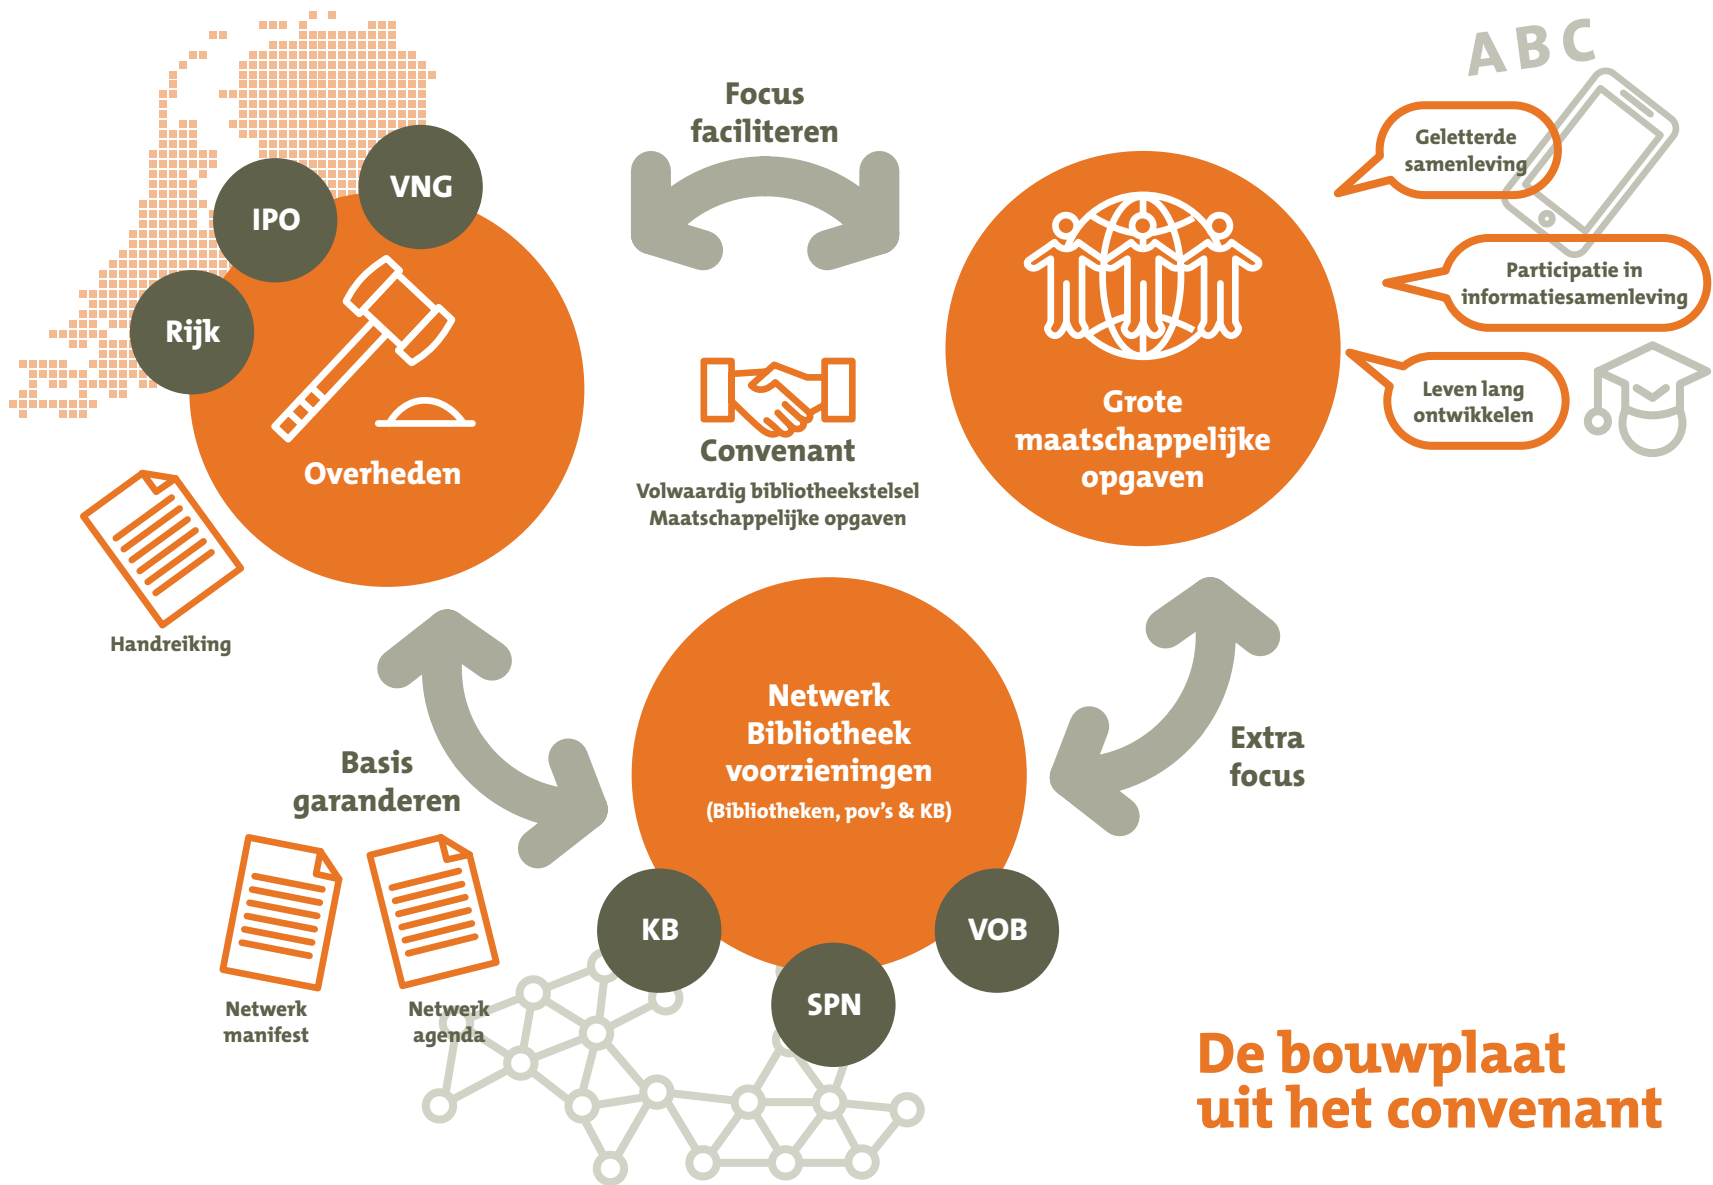 A B C
Focus
faciliteren
VNG
IPO
Rijk
Overheden
Handreiking
Convenant
Volwaardig bibliotheekstelsel
Maatschappelijke opgaven
Grote
maatschappelijke
opgaven
Geletterde
samenleving
Participatie in
informatiesamenleving
Leven lang
ontwikkelen
Basis
garanderen
Netwerk
manifest
Netwerk
agenda
Netwerk
Bibliotheek
voorzieningen
(Bibliotheken, pov's & KB)
KB
SPN
VOB
Extra
focus
De bouwplaat
uit het convenant